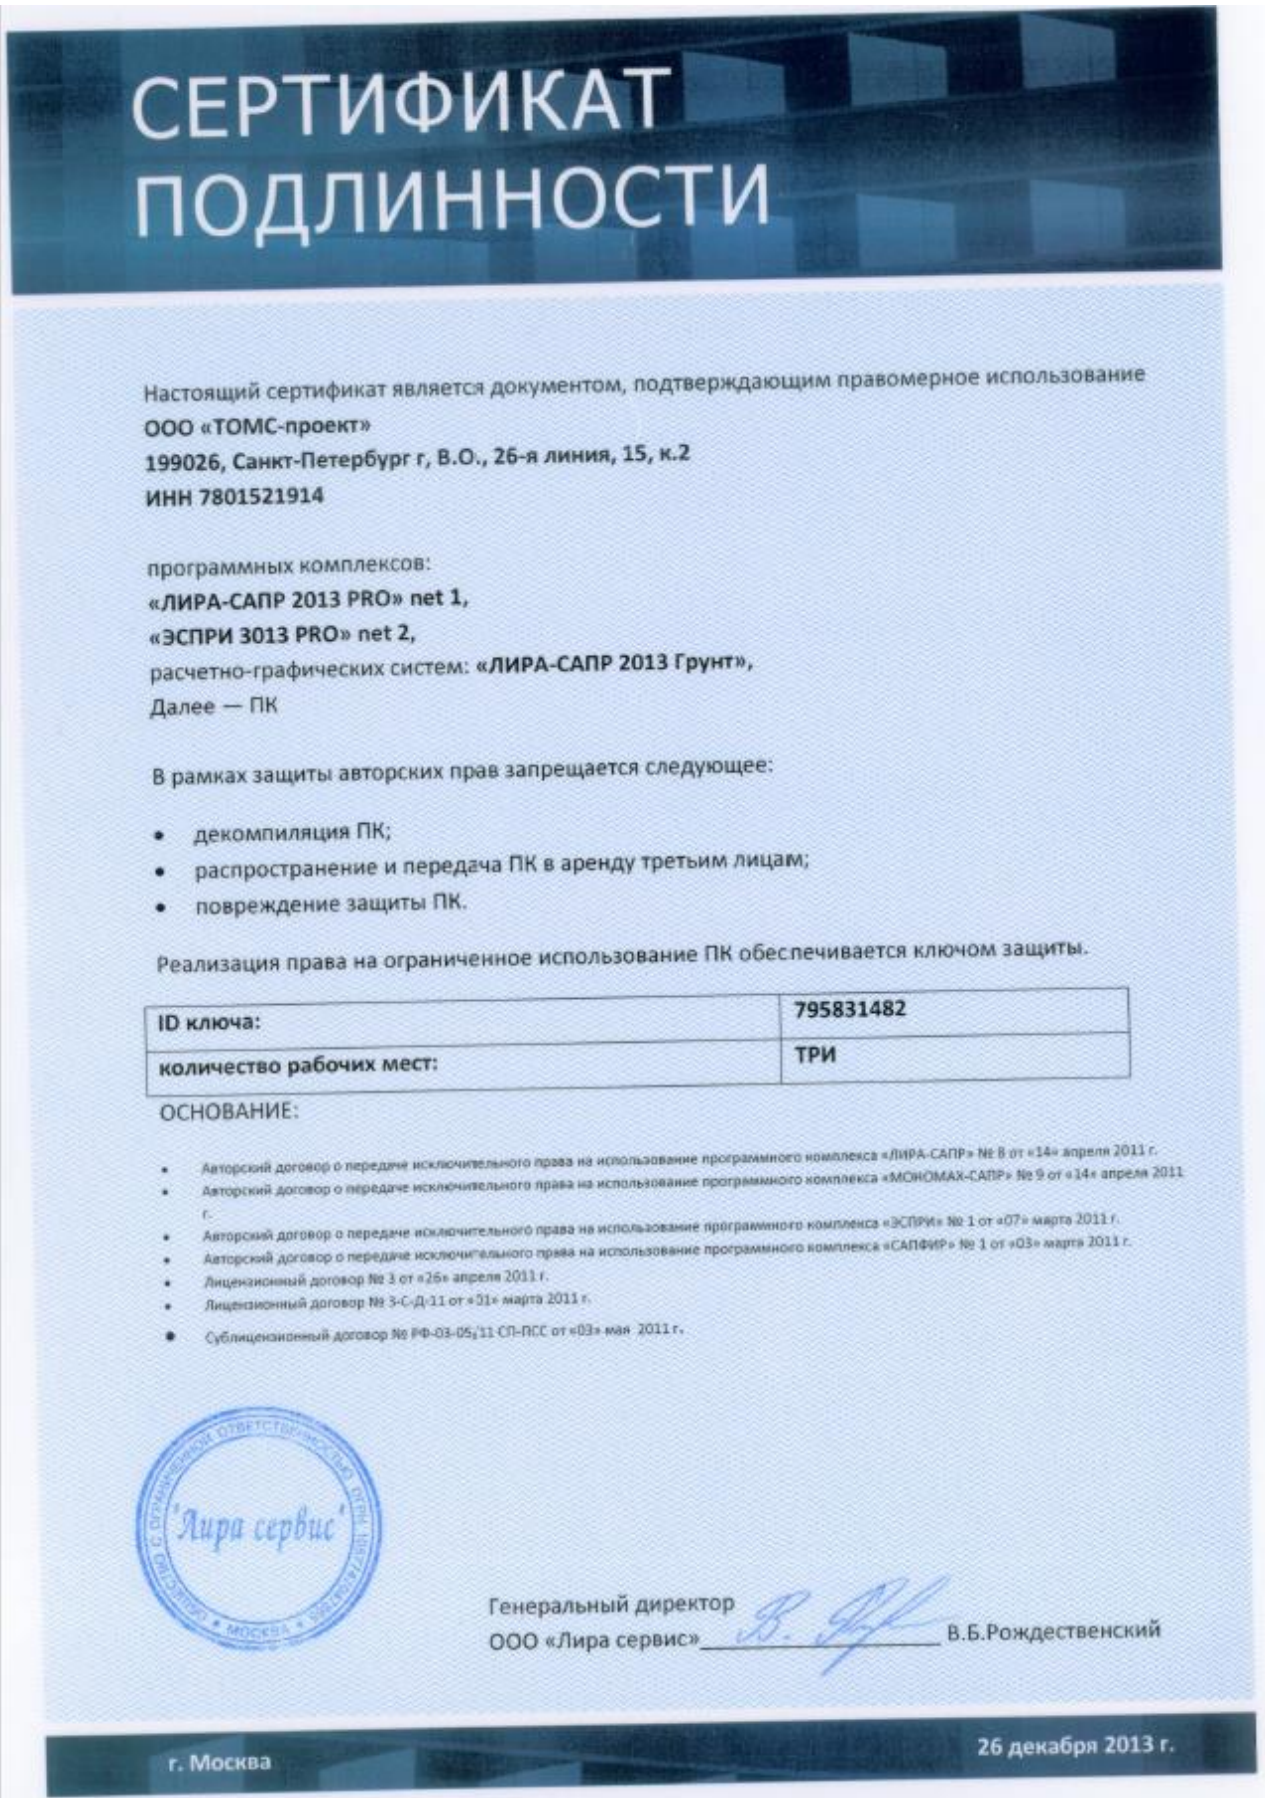 СЕРТИФИКАТ
ПОДЛИННОСТИ
Настоящий сертификат является документом, подтверждающим правомерное использование
ООО «ТОМС-проект»
199026, Санкт-Петербург г, В.О., 26-я линия, 15, к.2
ИНН 7801521914
программных комплексов:
«ЛИРА-САПР 2013 PRO» net 1,
«ЭСПРИ 3013 PRO» net 2,
расчетно-графических систем: «ЛИРА-САПР 2013 Грунт»,
Далее — ПК
В рамках защиты авторских прав запрещается следующее:
• декомпиляция ПК;
• распространение и передача ПК в аренду третьим лицам;
• повреждение защиты ПК.
Реализация права на ограниченное использование ПК обеспечивается ключом защиты.
ID ключа: 795831482
количество рабочих мест: ТРИ
ОСНОВАНИЕ:
• Авторский договор о передаче исключительного права на использование программного комплекса «ЛИРА-САПР» № 8 от «14» апреля 2011 г.
• Авторский договор о передаче исключительного права на использование программного комплекса «МОНОМАХ-САПР» № 9 от «14» апреля 2011
г.
• Авторский договор о передаче исключительного права на использование программного комплекса «ЭСПРИ» № 1 от «07» марта 2011 г.
• Авторский договор о передаче исключительного права на использование программного комплекса «САПФИР» № 1 от «03» марта 2011 г.
• Лицензионный договор № 3 от «26» апреля 2011 г.
• Лицензионный договор № 3-С-Д-11 от «01» марта 2011 г.
• Сублицензионный договор № РФ-03-05/11 СП-ПСС от «03» мая 2011 г.
ОБЩЕСТВО С ОГРАНИЧЕННОЙ ОТВЕТСТВЕННОСТЬЮ ОГРН
"Лира сервис"
МОСКВА
Генеральный директор
ООО «Лира сервис» В.Б.Рождественский
г. Москва
26 декабря 2013 г.